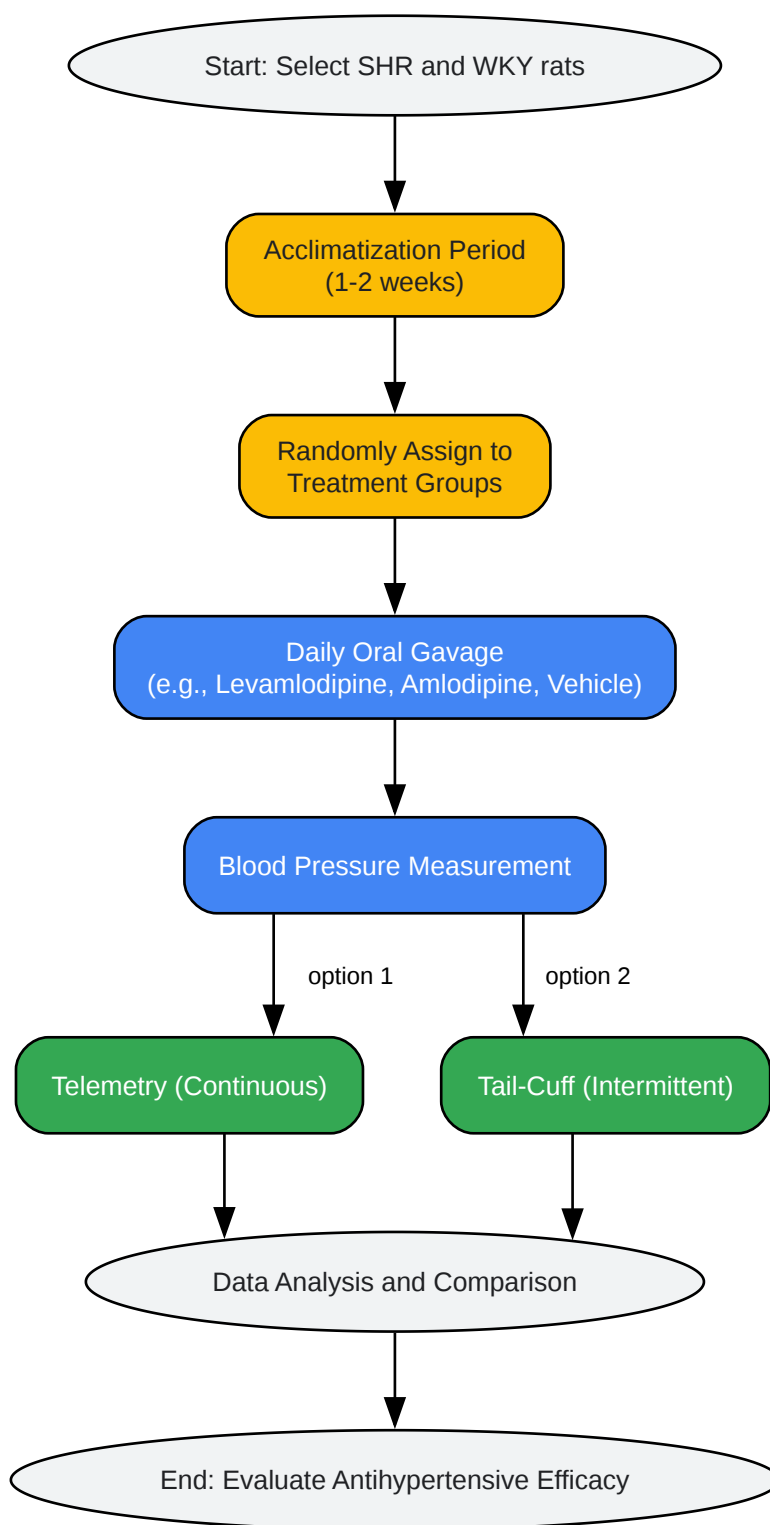 Start: Select SHR and WKY rats
Acclimatization Period
(1-2 weeks)
Randomly Assign to
Treatment Groups
Daily Oral Gavage
(e.g., Levamlodipine, Amlodipine, Vehicle)
Blood Pressure Measurement
option 1
option 2
Telemetry (Continuous)
Tail-Cuff (Intermittent)
Data Analysis and Comparison
End: Evaluate Antihypertensive Efficacy